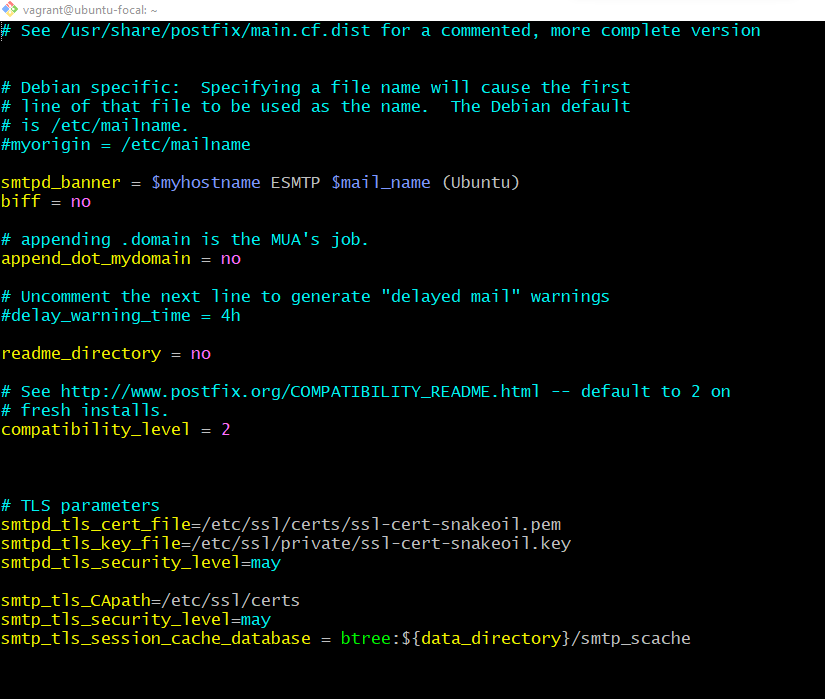 vagrant@ubuntu-focal: ~
# See /usr/share/postfix/main.cf.dist for a commented, more complete version
# Debian specific:  Specifying a file name will cause the first
# line of that file to be used as the name.  The Debian default
# is /etc/mailname.
#myorigin = /etc/mailname
smtpd_banner = $myhostname ESMTP $mail_name (Ubuntu)
biff = no
# appending .domain is the MUA's job.
append_dot_mydomain = no
# Uncomment the next line to generate "delayed mail" warnings
#delay_warning_time = 4h
readme_directory = no
# See http://www.postfix.org/COMPATIBILITY_README.html -- default to 2 on
# fresh installs.
compatibility_level = 2
# TLS parameters
smtpd_tls_cert_file=/etc/ssl/certs/ssl-cert-snakeoil.pem
smtpd_tls_key_file=/etc/ssl/private/ssl-cert-snakeoil.key
smtpd_tls_security_level=may
smtp_tls_CApath=/etc/ssl/certs
smtp_tls_security_level=may
smtp_tls_session_cache_database = btree:${data_directory}/smtp_scache